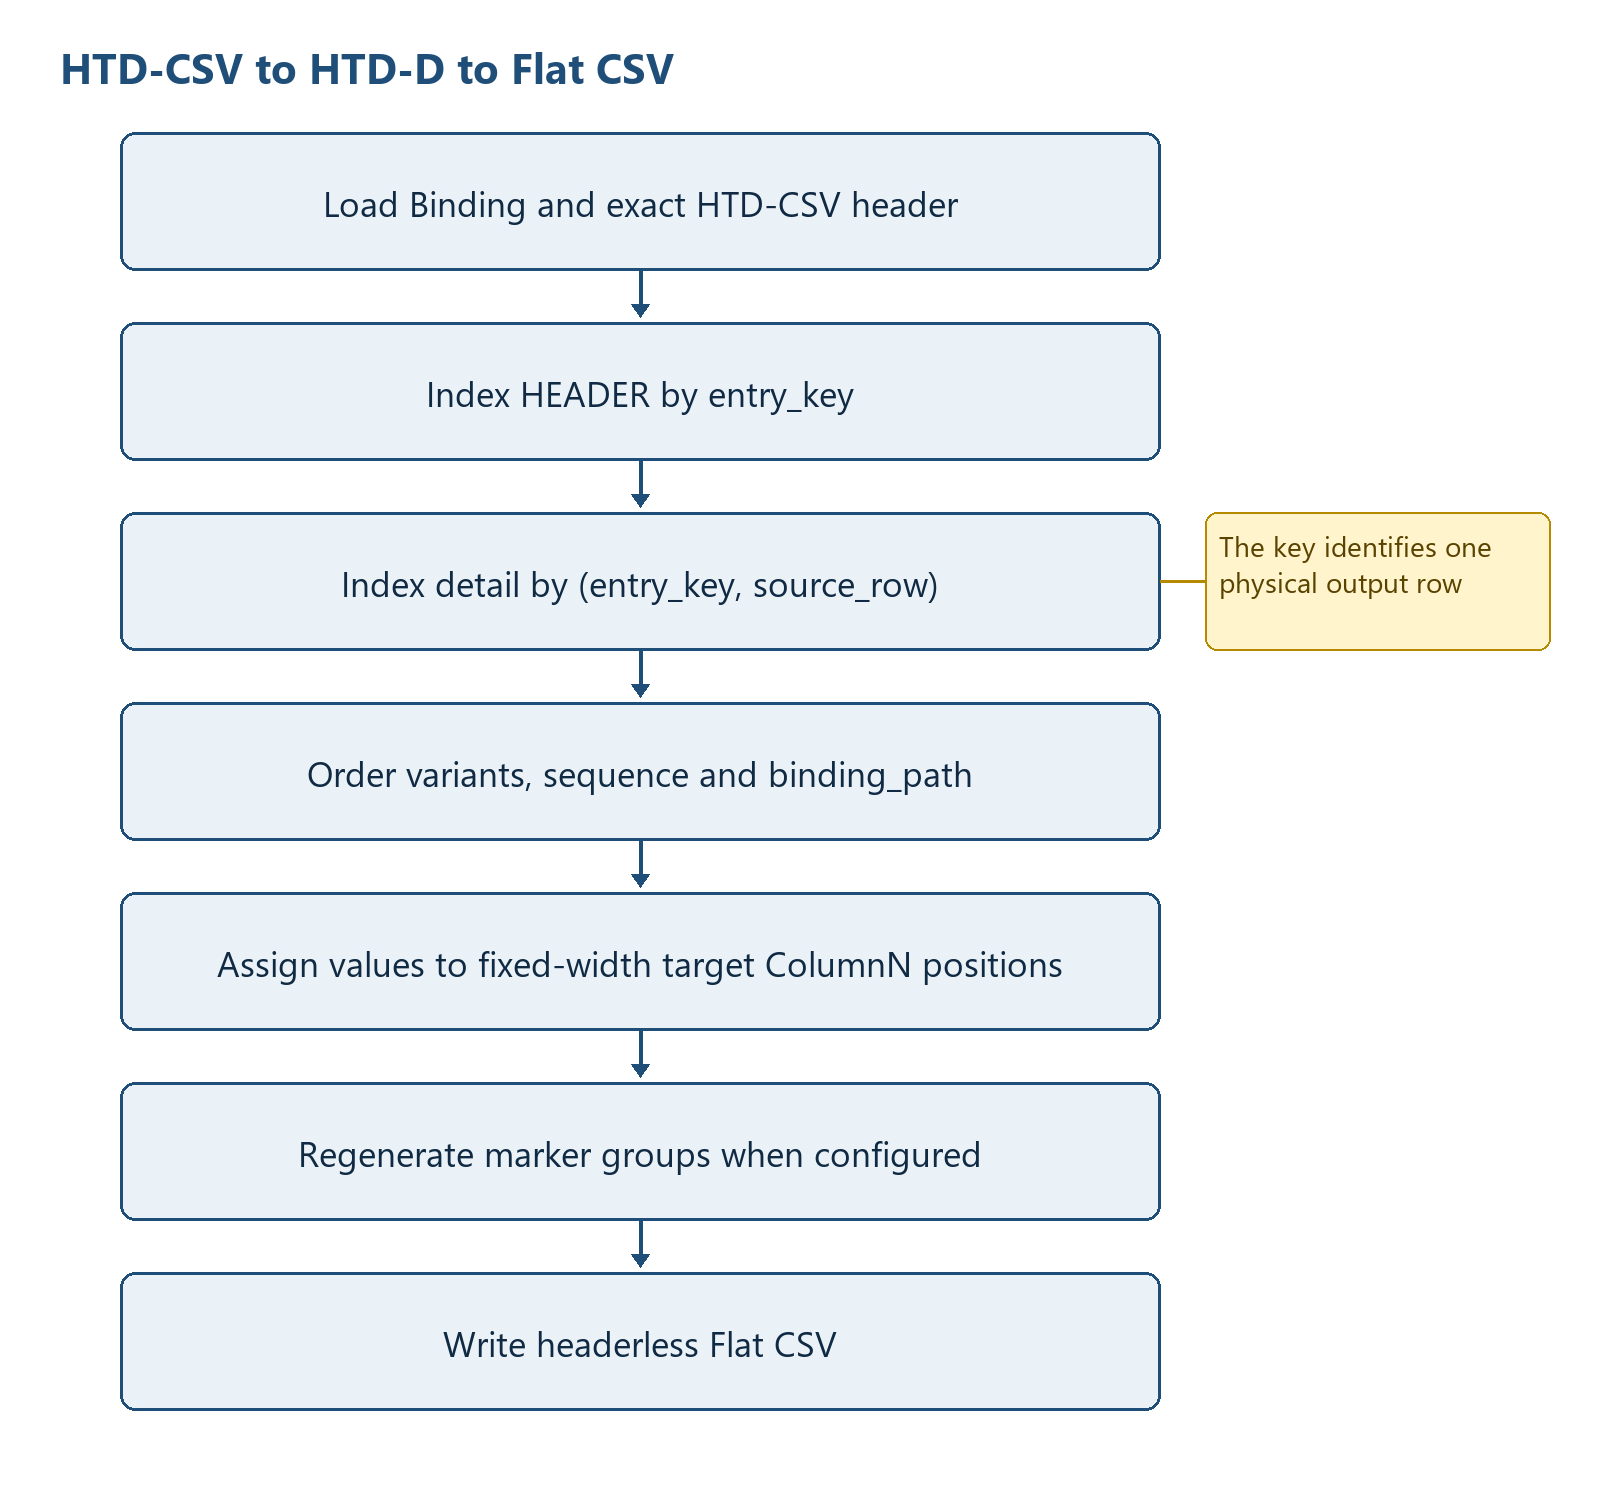 HTD-CSV to HTD-D to Flat CSV
Load Binding and exact HTD-CSV header
Index HEADER by entry_key
Index detail by (entry_key, source_row)
The key identifies one
physical output row
Order variants, sequence and binding_path
Assign values to fixed-width target ColumnN positions
Regenerate marker groups when configured
Write headerless Flat CSV